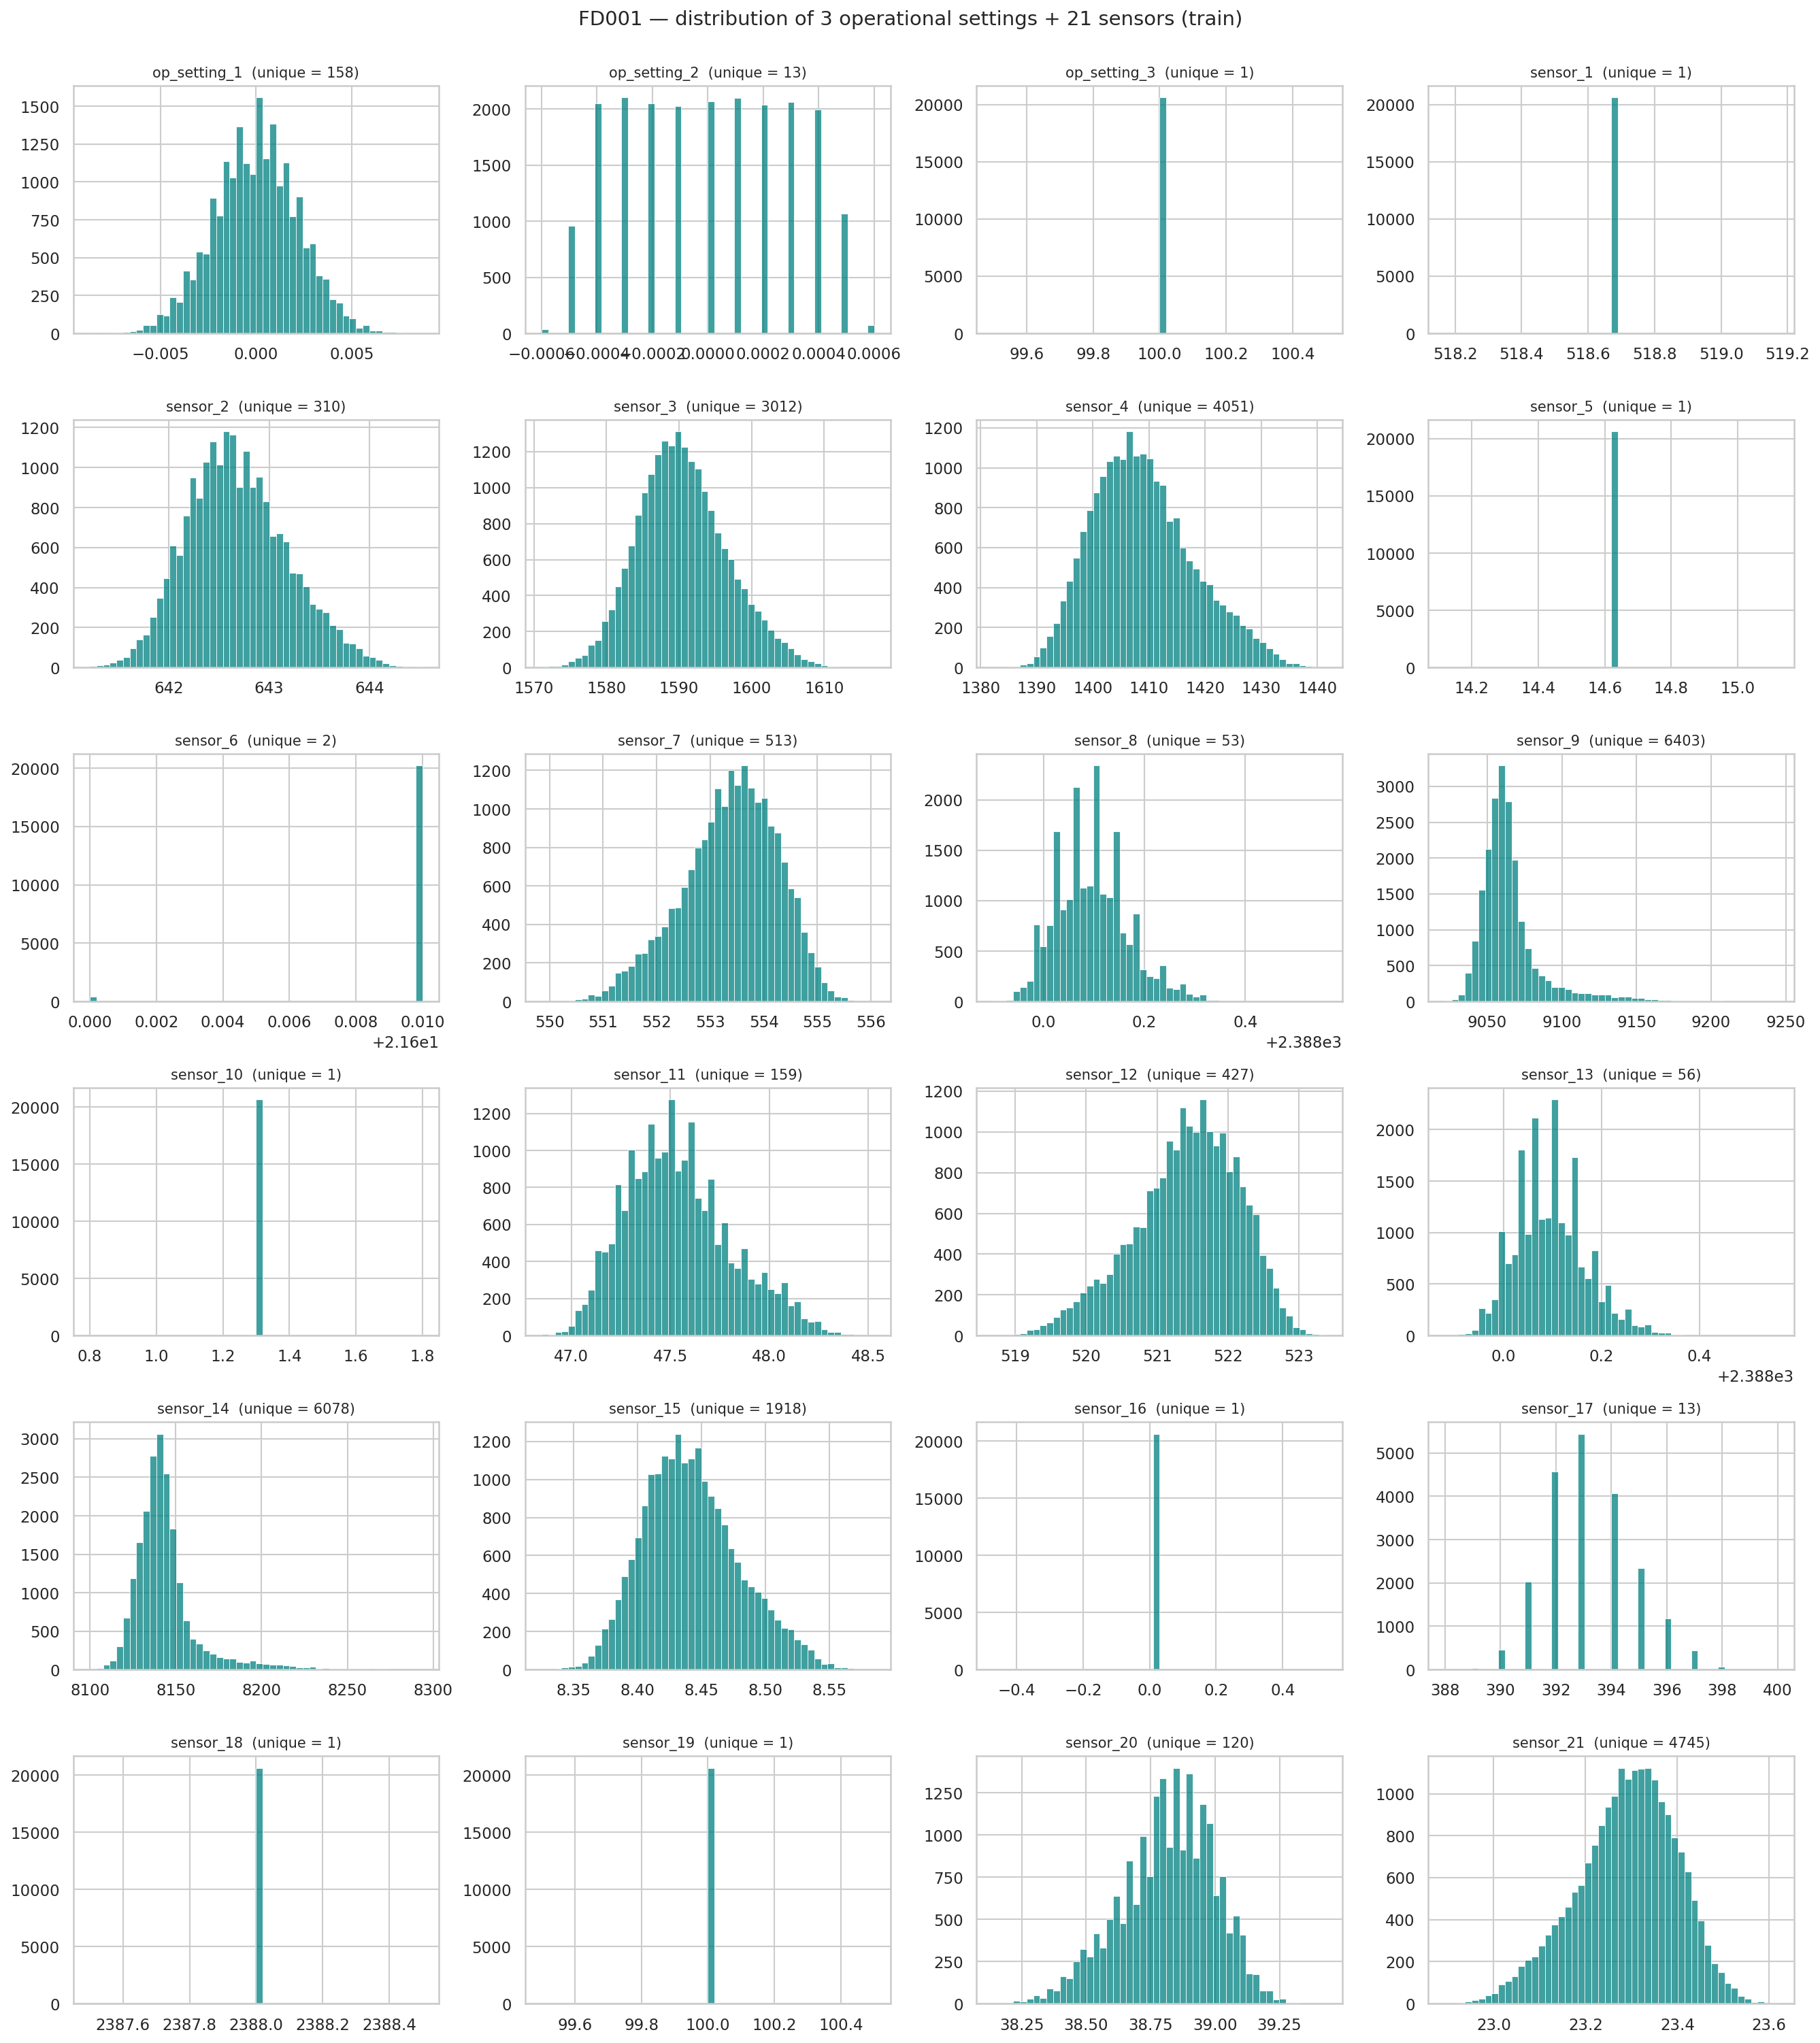 FD001 — distribution of 3 operational settings + 21 sensors (train)
op_setting_1 (unique = 158)
1500
1250
1000
750
500
250
0
−0.005 0.000 0.005
op_setting_2 (unique = 13)
2000
1500
1000
500
0
−0.0006 −0.0004 −0.0002 0.0000 0.0002 0.0004 0.0006
op_setting_3 (unique = 1)
20000
15000
10000
5000
0
99.6 99.8 100.0 100.2 100.4
sensor_1 (unique = 1)
20000
15000
10000
5000
0
518.2 518.4 518.6 518.8 519.0 519.2
sensor_2 (unique = 310)
1200
1000
800
600
400
200
0
642 643 644
sensor_3 (unique = 3012)
1200
1000
800
600
400
200
0
1570 1580 1590 1600 1610
sensor_4 (unique = 4051)
1200
1000
800
600
400
200
0
1380 1390 1400 1410 1420 1430 1440
sensor_5 (unique = 1)
20000
15000
10000
5000
0
14.2 14.4 14.6 14.8 15.0
sensor_6 (unique = 2)
20000
15000
10000
5000
0
0.000 0.002 0.004 0.006 0.008 0.010
+2.16e1
sensor_7 (unique = 513)
1200
1000
800
600
400
200
0
550 551 552 553 554 555 556
sensor_8 (unique = 53)
2000
1500
1000
500
0
0.0 0.2 0.4
+2.388e3
sensor_9 (unique = 6403)
3000
2500
2000
1500
1000
500
0
9050 9100 9150 9200 9250
sensor_10 (unique = 1)
20000
15000
10000
5000
0
0.8 1.0 1.2 1.4 1.6 1.8
sensor_11 (unique = 159)
1200
1000
800
600
400
200
0
47.0 47.5 48.0 48.5
sensor_12 (unique = 427)
1200
1000
800
600
400
200
0
519 520 521 522 523
sensor_13 (unique = 56)
2000
1500
1000
500
0
0.0 0.2 0.4
+2.388e3
sensor_14 (unique = 6078)
3000
2500
2000
1500
1000
500
0
8100 8150 8200 8250 8300
sensor_15 (unique = 1918)
1200
1000
800
600
400
200
0
8.35 8.40 8.45 8.50 8.55
sensor_16 (unique = 1)
20000
15000
10000
5000
0
−0.4 −0.2 0.0 0.2 0.4
sensor_17 (unique = 13)
5000
4000
3000
2000
1000
0
388 390 392 394 396 398 400
sensor_18 (unique = 1)
20000
15000
10000
5000
0
2387.6 2387.8 2388.0 2388.2 2388.4
sensor_19 (unique = 1)
20000
15000
10000
5000
0
99.6 99.8 100.0 100.2 100.4
sensor_20 (unique = 120)
1250
1000
750
500
250
0
38.25 38.50 38.75 39.00 39.25
sensor_21 (unique = 4745)
1000
800
600
400
200
0
23.0 23.2 23.4 23.6